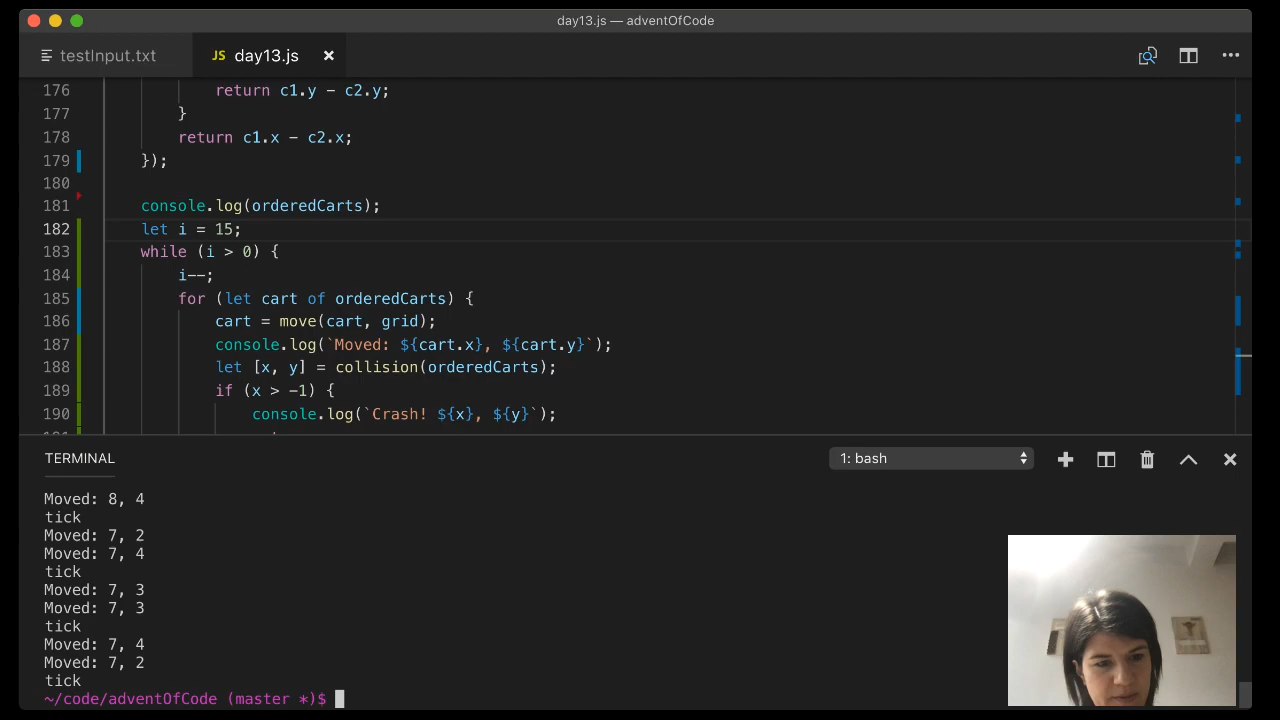 day13.js — adventOfCode
testInput.txt
JS day13.js
176 return c1.y - c2.y;
177 }
178 return c1.x - c2.x;
179 });
180
181 console.log(orderedCarts);
182 let i = 15;
183 while (i > 0) {
184 i--;
185 for (let cart of orderedCarts) {
186 cart = move(cart, grid);
187 console.log(`Moved: ${cart.x}, ${cart.y}`);
188 let [x, y] = collision(orderedCarts);
189 if (x > -1) {
190 console.log(`Crash! ${x}, ${y}`);
TERMINAL
1: bash
Moved: 8, 4
tick
Moved: 7, 2
Moved: 7, 4
tick
Moved: 7, 3
Moved: 7, 3
tick
Moved: 7, 4
Moved: 7, 2
tick
~/code/adventOfCode (master *)$